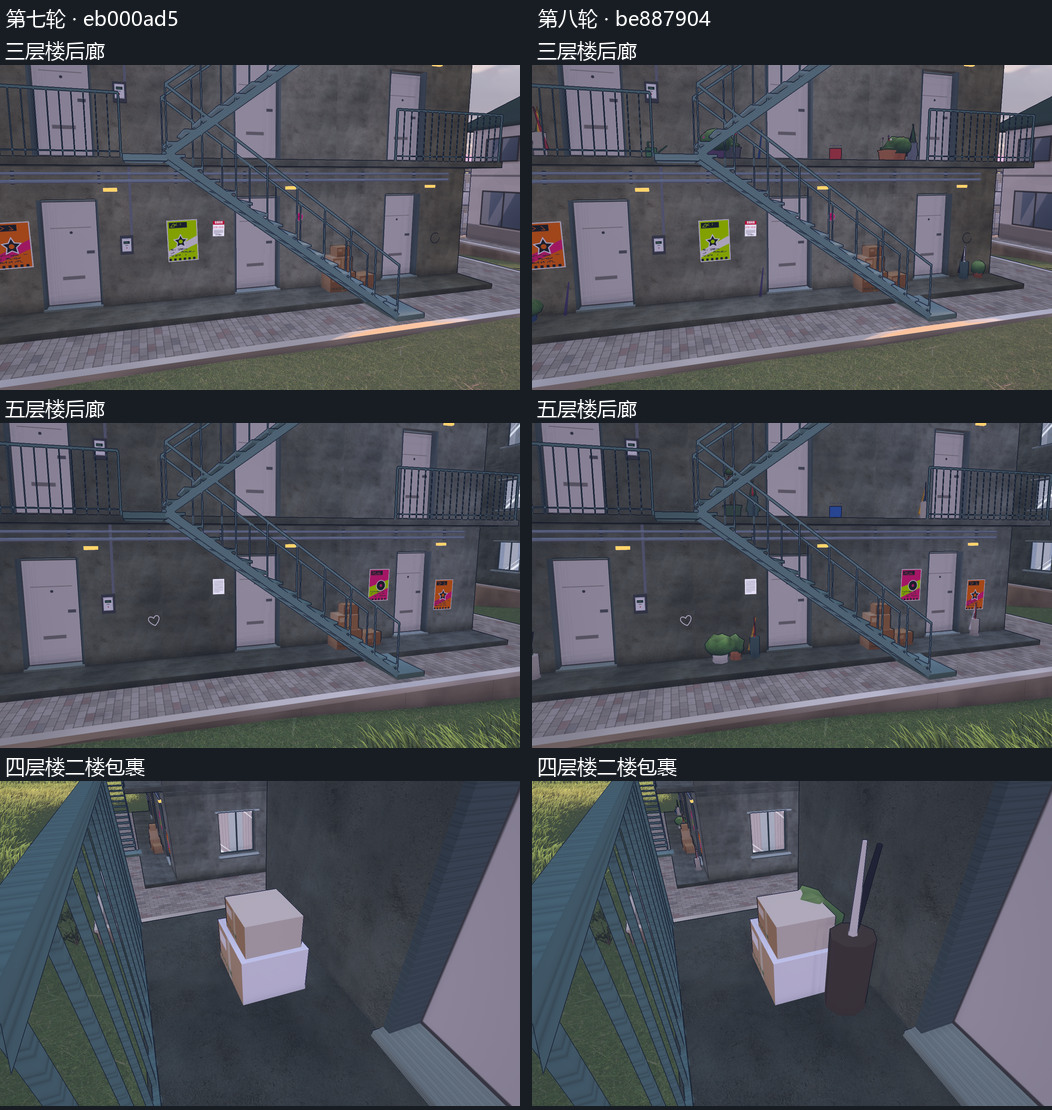 第七轮 · eb000ad5
第八轮 · be887904
三层楼后廊
三层楼后廊
五层楼后廊
五层楼后廊
四层楼二楼包裹
四层楼二楼包裹